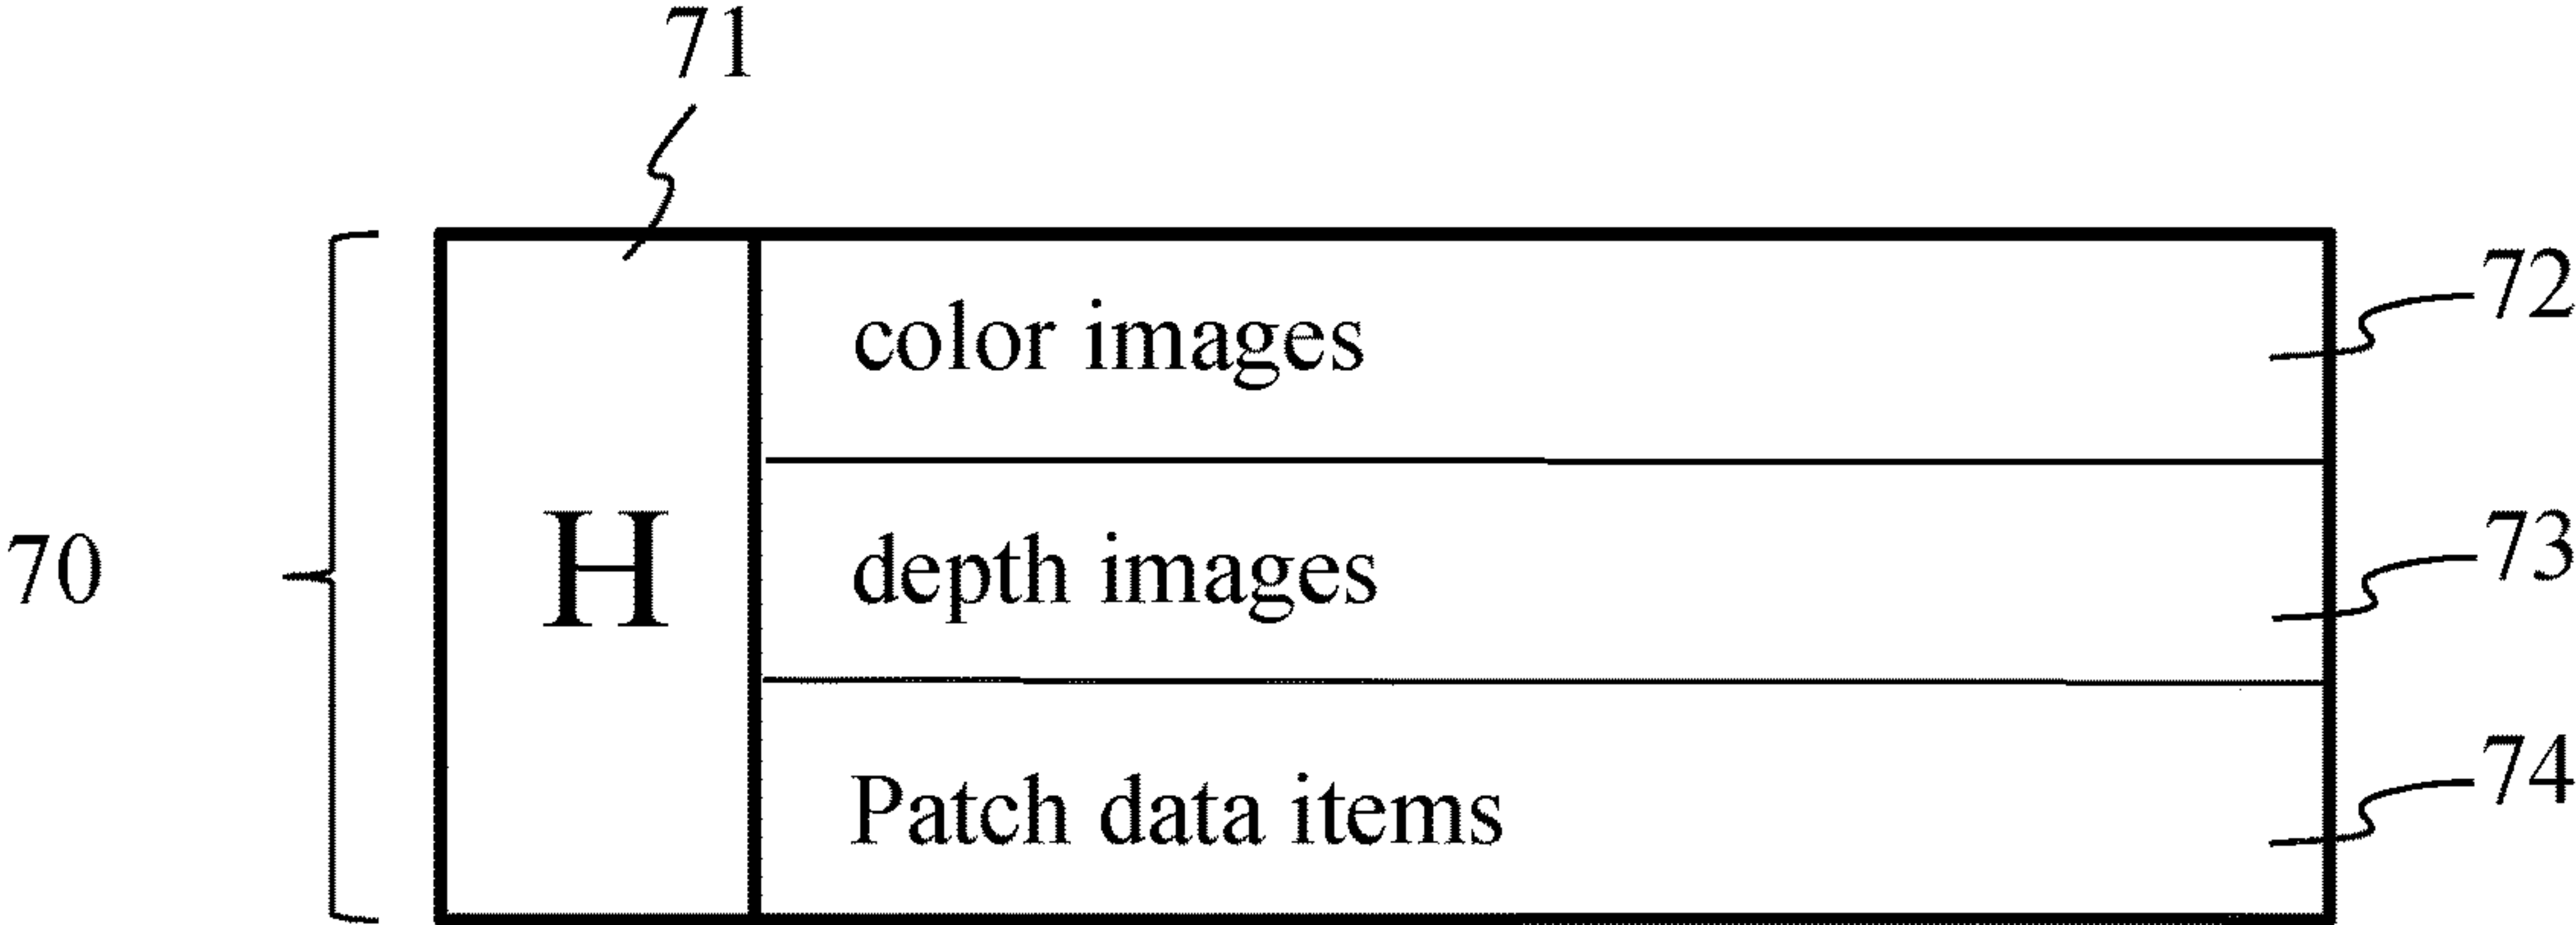 71
color images
72
70
H
depth images
73
Patch data items
74